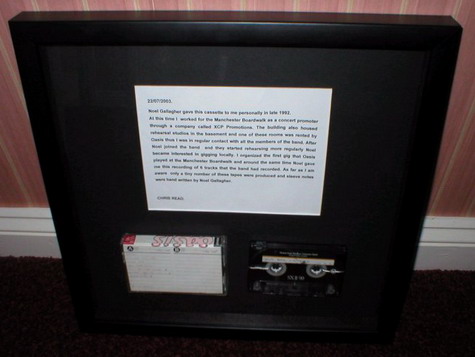 23/07/2003.
Noel Gallagher gave this cassette to me personally in late 1992.
At this time I worked for the Manchester Boardwalk as a concert promoter
through a company called KCP Promotions. The building also housed
rehearsal studios in the basement and one of these rooms was rented by
Oasis thus I was in regular contact with all the members of the band. After
Noel joined the band and they started rehearsing more regularly Noel
became interested in gigging locally. I organized the first gig that Oasis
played at the Manchester Boardwalk and around the same time Noel gave
me this recording of 6 tracks that the band had recorded. As far as I am
aware only a tiny number of these tapes were produced and sleeve notes
were hand written by Noel Gallagher.
CHRIS READ.
OASIS
A